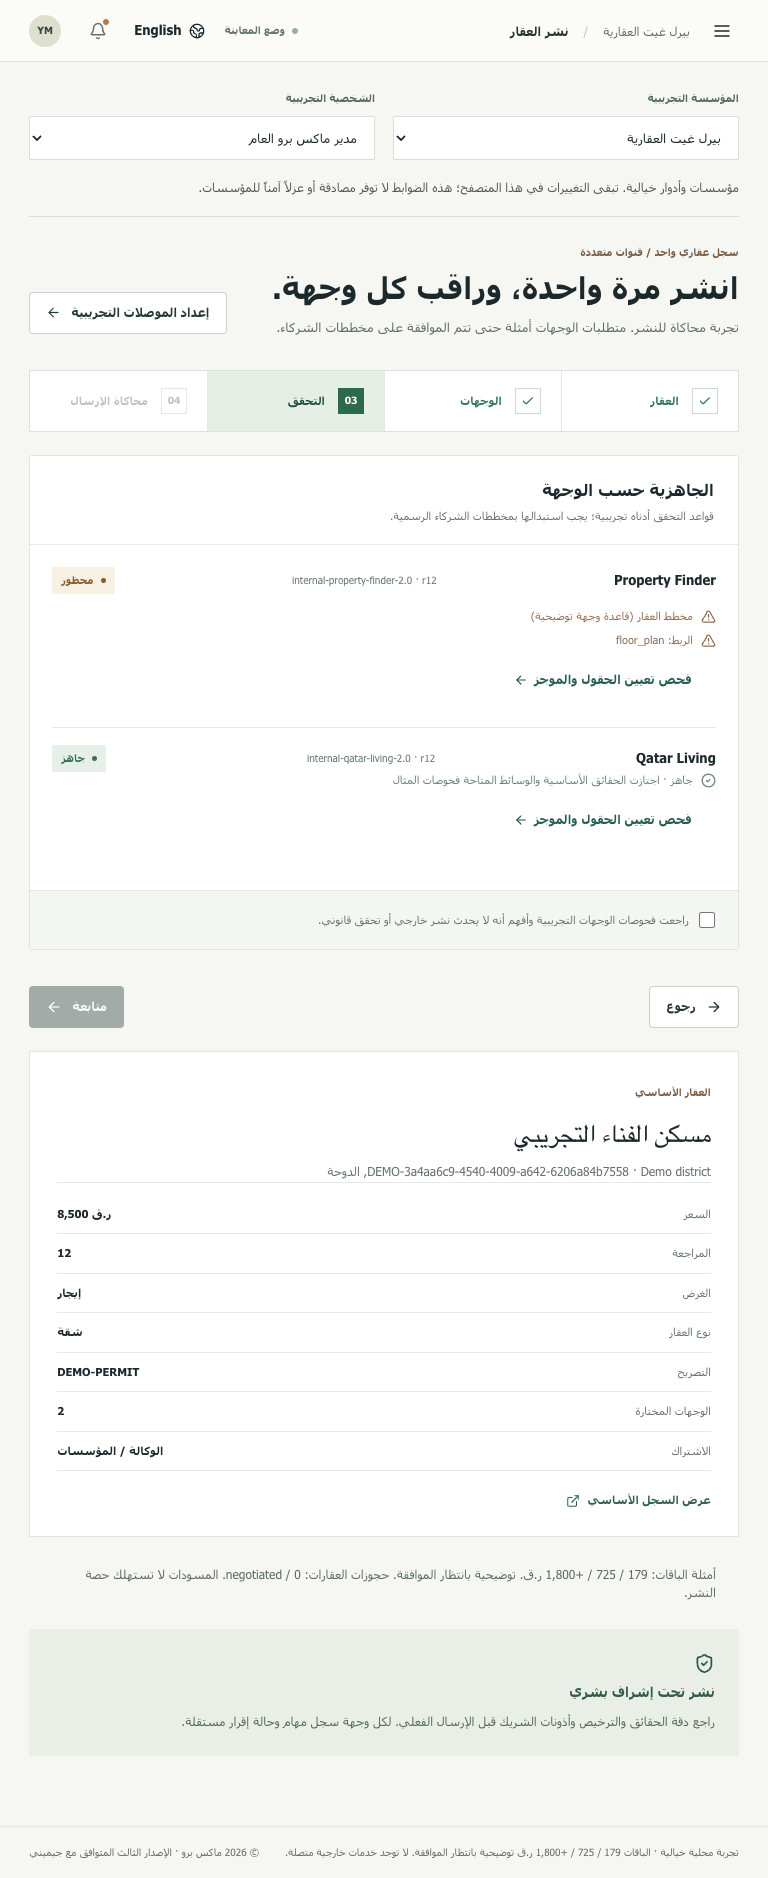 بيرل غيت العقارية / نشر العقار
وضع المعاينة
English
YM
المؤسسة التجريبية
بيرل غيت العقارية
الشخصية التجريبية
مدير ماكس برو العام
مؤسسات وأدوار خيالية. تبقى التغييرات في هذا المتصفح؛ هذه الضوابط لا توفر مصادقة أو عزلاً آمناً للمؤسسات.
سجل عقاري واحد / قنوات متعددة
انشر مرة واحدة، وراقب كل وجهة.
تجربة محاكاة للنشر. متطلبات الوجهات أمثلة حتى تتم الموافقة على مخططات الشركاء.
إعداد الموصلات التجريبية
العقار
الوجهات
03 التحقق
04 محاكاة الإرسال
الجاهزية حسب الوجهة
قواعد التحقق أدناه تجريبية؛ يجب استبدالها بمخططات الشركاء الرسمية.
Property Finder
internal-property-finder-2.0 · r12
محظور
مخطط العقار (قاعدة وجهة توضيحية)
الربط: floor_plan
فحص تعيين الحقول والموجز
Qatar Living
internal-qatar-living-2.0 · r12
جاهز
جاهز · اجتازت الحقائق الأساسية والوسائط المتاحة فحوصات المثال
فحص تعيين الحقول والموجز
راجعت فحوصات الوجهات التجريبية وأفهم أنه لا يحدث نشر خارجي أو تحقق قانوني.
رجوع
متابعة
العقار الأساسي
مسكن الفناء التجريبي
DEMO-3a4aa6c9-4540-4009-a642-6206a84b7558 · Demo district, الدوحة
السعر
ر.ق 8,500
المراجعة
12
الغرض
إيجار
نوع العقار
شقة
التصريح
DEMO-PERMIT
الوجهات المختارة
2
الاشتراك
الوكالة / المؤسسات
عرض السجل الأساسي
أمثلة الباقات: 179 / 725 / +1,800 ر.ق. توضيحية بانتظار الموافقة. حجوزات العقارات: 0 / negotiated. المسودات لا تستهلك حصة
النشر.
نشر تحت إشراف بشري
راجع دقة الحقائق والترخيص وأذونات الشريك قبل الإرسال الفعلي. لكل وجهة سجل مهام وحالة إقرار مستقلة.
تجربة محلية خيالية · الباقات 179 / 725 / +1,800 ر.ق توضيحية بانتظار الموافقة. لا توجد خدمات خارجية متصلة.
© 2026 ماكس برو · الإصدار الثالث المتوافق مع جيميني